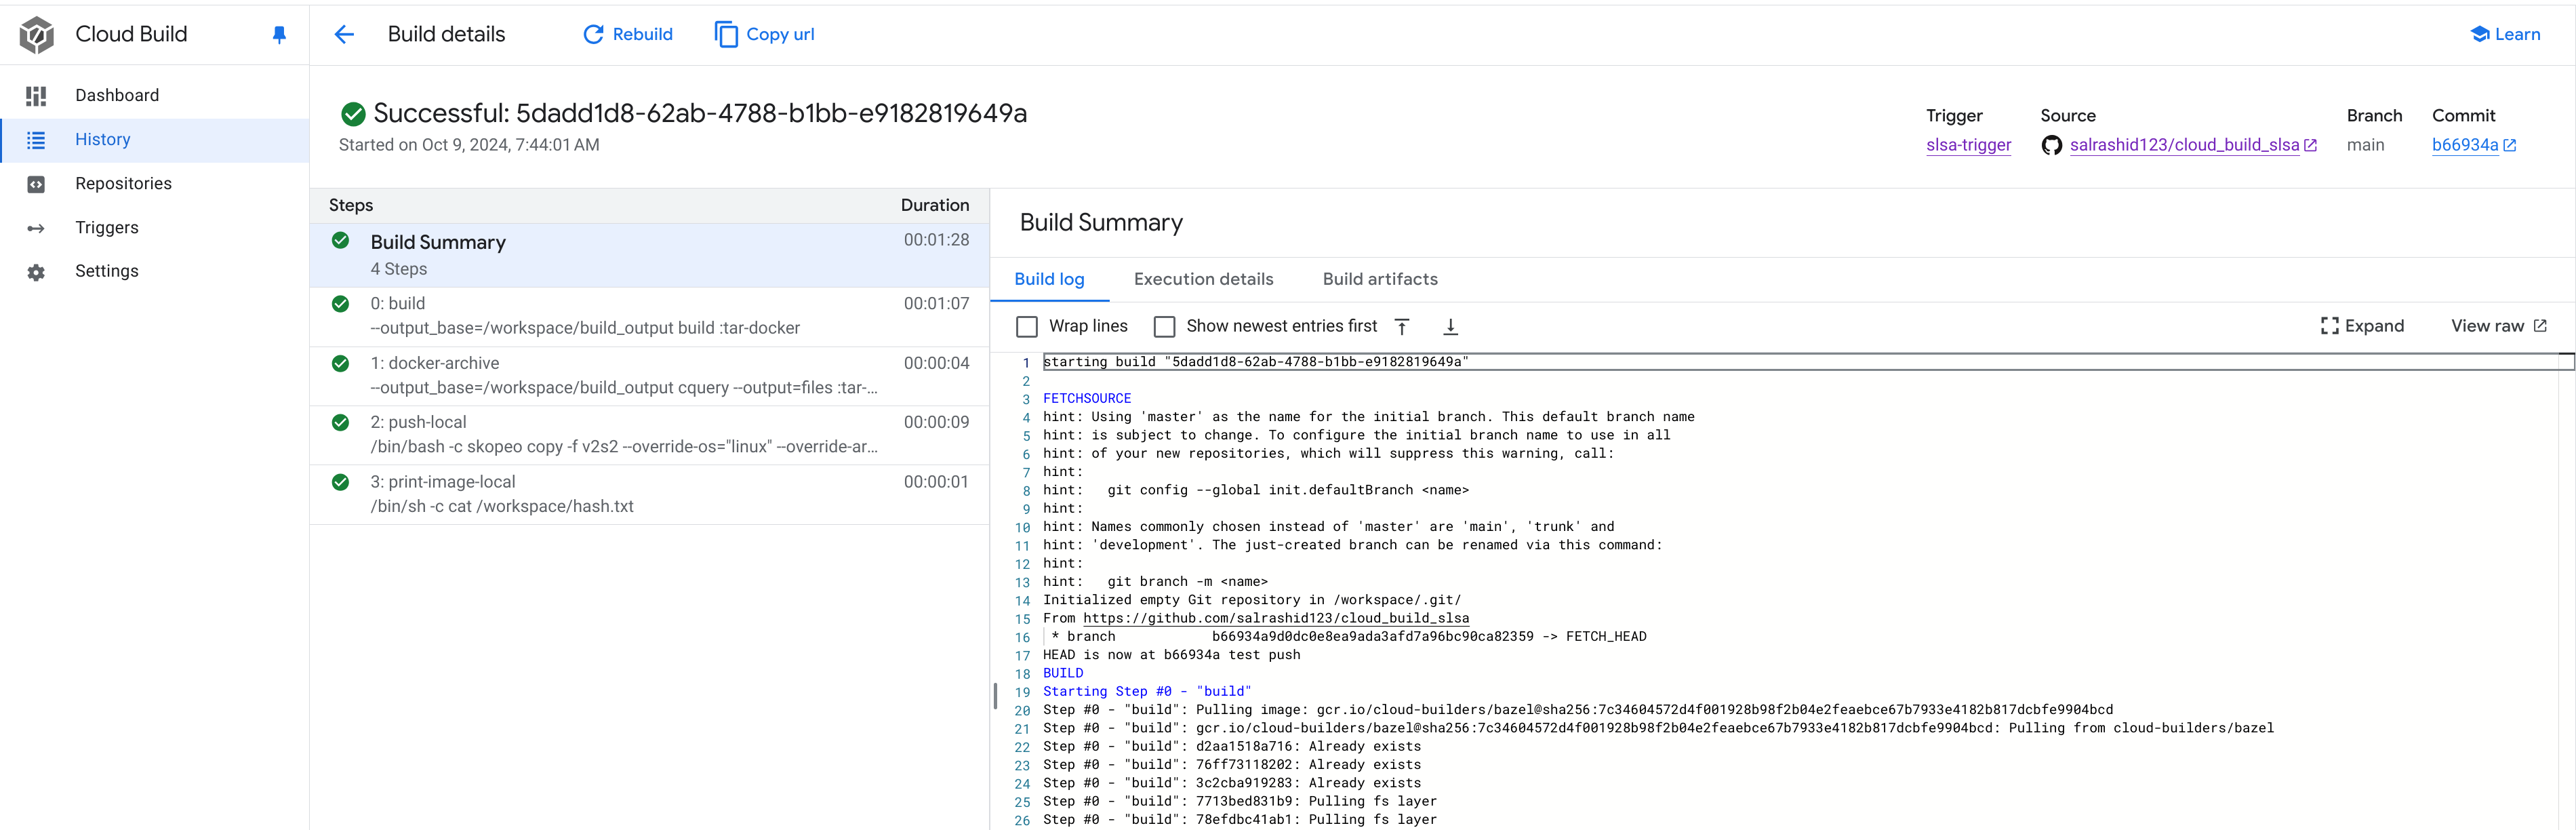 Cloud Build
Build details
Rebuild
Copy url
Learn
Dashboard
History
Repositories
Triggers
Settings
Successful: 5dadd1d8-62ab-4788-b1bb-e9182819649a
Started on Oct 9, 2024, 7:44:01 AM
Trigger
slsa-trigger
Source
salrashid123/cloud_build_slsa
Branch
main
Commit
b66934a
Steps Duration
Build Summary 00:01:28
4 Steps
0: build 00:01:07
--output_base=/workspace/build_output build :tar-docker
1: docker-archive 00:00:04
--output_base=/workspace/build_output cquery --output=files :tar-...
2: push-local 00:00:09
/bin/bash -c skopeo copy -f v2s2 --override-os="linux" --override-ar...
3: print-image-local 00:00:01
/bin/sh -c cat /workspace/hash.txt
Build Summary
Build log Execution details Build artifacts
Wrap lines Show newest entries first Expand View raw
1 starting build "5dadd1d8-62ab-4788-b1bb-e9182819649a"
2
3 FETCHSOURCE
4 hint: Using 'master' as the name for the initial branch. This default branch name
5 hint: is subject to change. To configure the initial branch name to use in all
6 hint: of your new repositories, which will suppress this warning, call:
7 hint:
8 hint:   git config --global init.defaultBranch <name>
9 hint:
10 hint: Names commonly chosen instead of 'master' are 'main', 'trunk' and
11 hint: 'development'. The just-created branch can be renamed via this command:
12 hint:
13 hint:   git branch -m <name>
14 Initialized empty Git repository in /workspace/.git/
15 From https://github.com/salrashid123/cloud_build_slsa
16  * branch            b66934a9d0dc0e8ea9ada3afd7a96bc90ca82359 -> FETCH_HEAD
17 HEAD is now at b66934a test push
18 BUILD
19 Starting Step #0 - "build"
20 Step #0 - "build": Pulling image: gcr.io/cloud-builders/bazel@sha256:7c34604572d4f001928b98f2b04e2feaebce67b7933e4182b817dcbfe9904bcd
21 Step #0 - "build": gcr.io/cloud-builders/bazel@sha256:7c34604572d4f001928b98f2b04e2feaebce67b7933e4182b817dcbfe9904bcd: Pulling from cloud-builders/bazel
22 Step #0 - "build": d2aa1518a716: Already exists
23 Step #0 - "build": 76ff73118202: Already exists
24 Step #0 - "build": 3c2cba919283: Already exists
25 Step #0 - "build": 7713bed831b9: Pulling fs layer
26 Step #0 - "build": 78efdbc41ab1: Pulling fs layer